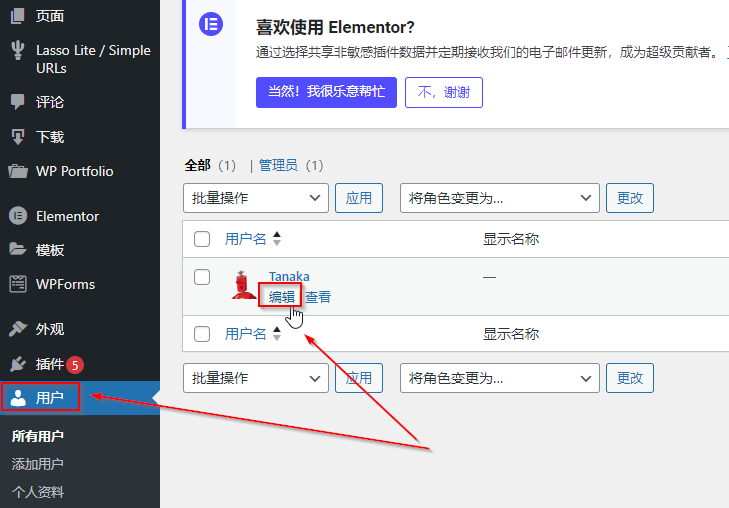 页面
Lasso Lite / Simple
URLs
评论
下载
WP Portfolio
Elementor
模板
WPForms
外观
插件 5
用户
所有用户
添加用户
个人资料
喜欢使用 Elementor?
通过选择共享非敏感插件数据并定期接收我们的电子邮件更新，成为超级贡献者。
当然！我很乐意帮忙
不，谢谢
全部（1） | 管理员（1）
批量操作 应用 将角色变更为... 更改
用户名 显示名称
Tanaka —
编辑 查看
用户名 显示名称
批量操作 应用 将角色变更为... 更改